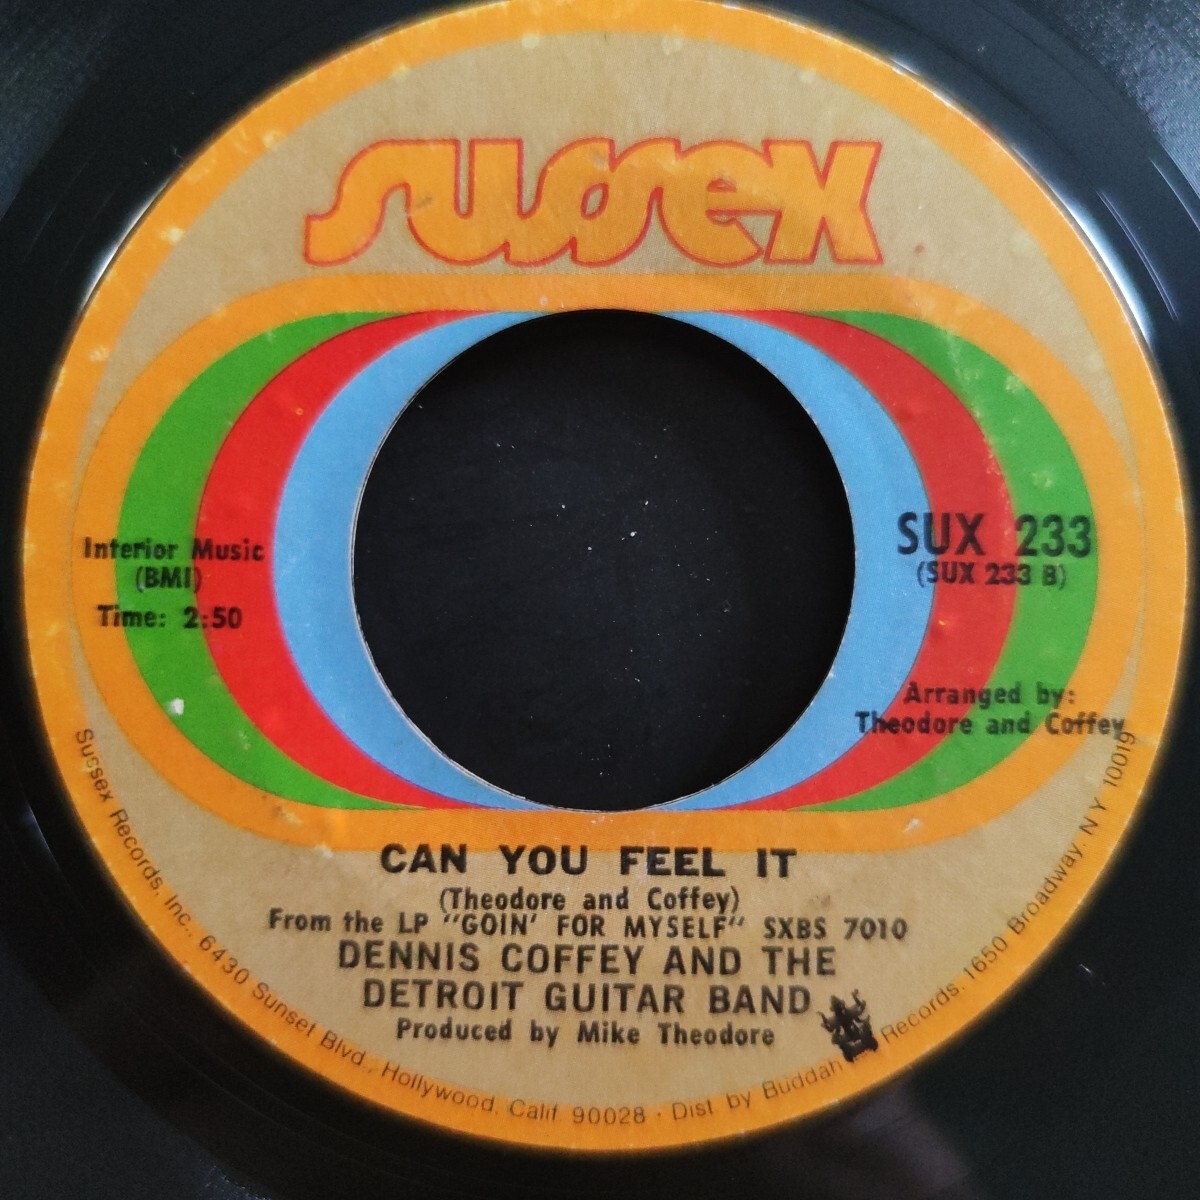 sussex
Interior Music
(BMI)
Time: 2:50
SUX 233
(SUX 233 B)
Arranged by:
Theodore and Coffey
CAN YOU FEEL IT
(Theodore and Coffey)
From the LP "GOIN' FOR MYSELF" SXBS 7010
DENNIS COFFEY AND THE
DETROIT GUITAR BAND
Produced by Mike Theodore
Sussex Records, Inc., 6430 Sunset Blvd., Hollywood, Calif 90028 · Dist. by Buddah Records, 1650 Broadway, N Y 10019